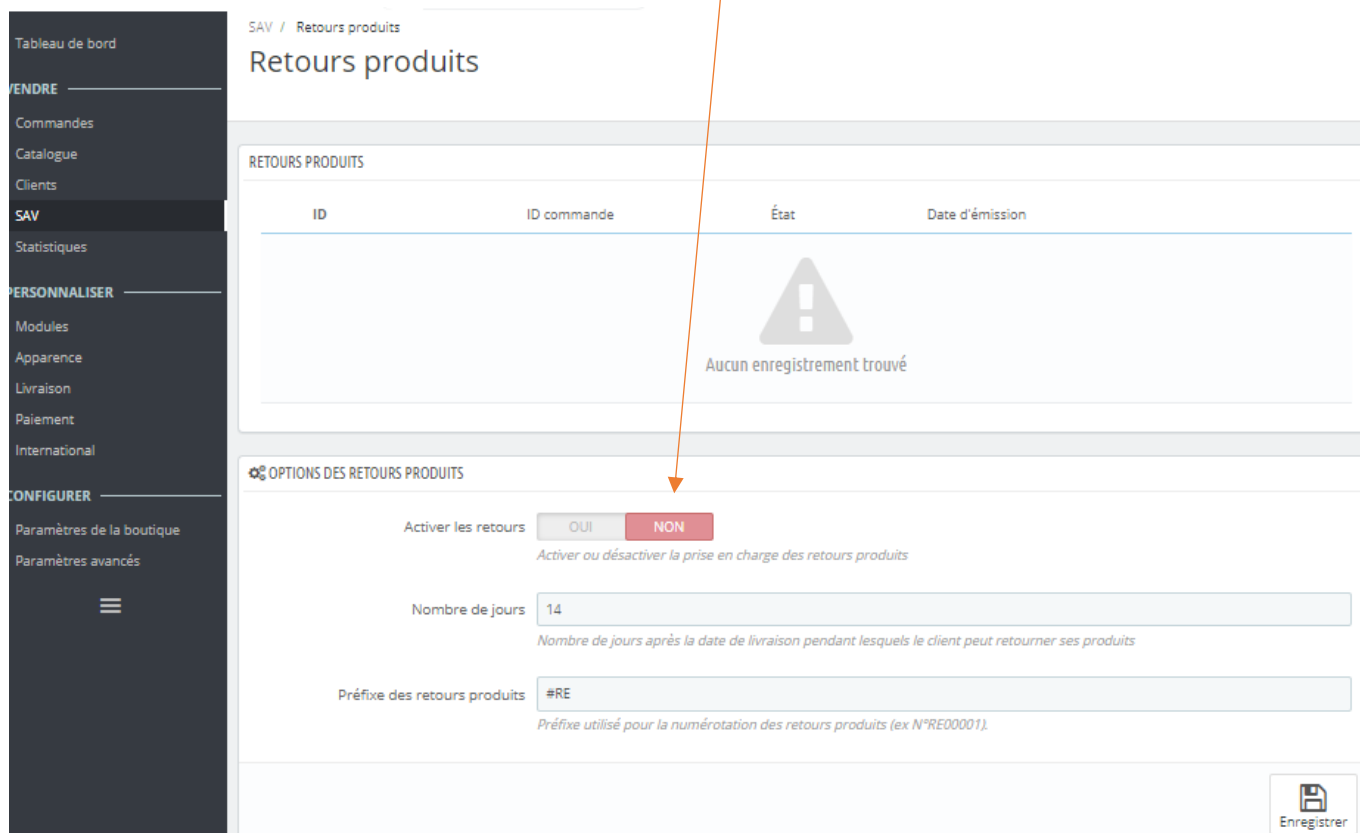 Tableau de bord
VENDRE
Commandes
Catalogue
Clients
SAV
Statistiques
PERSONNALISER
Modules
Apparence
Livraison
Paiement
International
CONFIGURER
Paramètres de la boutique
Paramètres avancés
SAV / Retours produits
Retours produits
RETOURS PRODUITS
ID ID commande État Date d'émission
Aucun enregistrement trouvé
OPTIONS DES RETOURS PRODUITS
Activer les retours OUI NON
Activer ou désactiver la prise en charge des retours produits
Nombre de jours 14
Nombre de jours après la date de livraison pendant lesquels le client peut retourner ses produits
Préfixe des retours produits #RE
Préfixe utilisé pour la numérotation des retours produits (ex N°RE00001).
Enregistrer